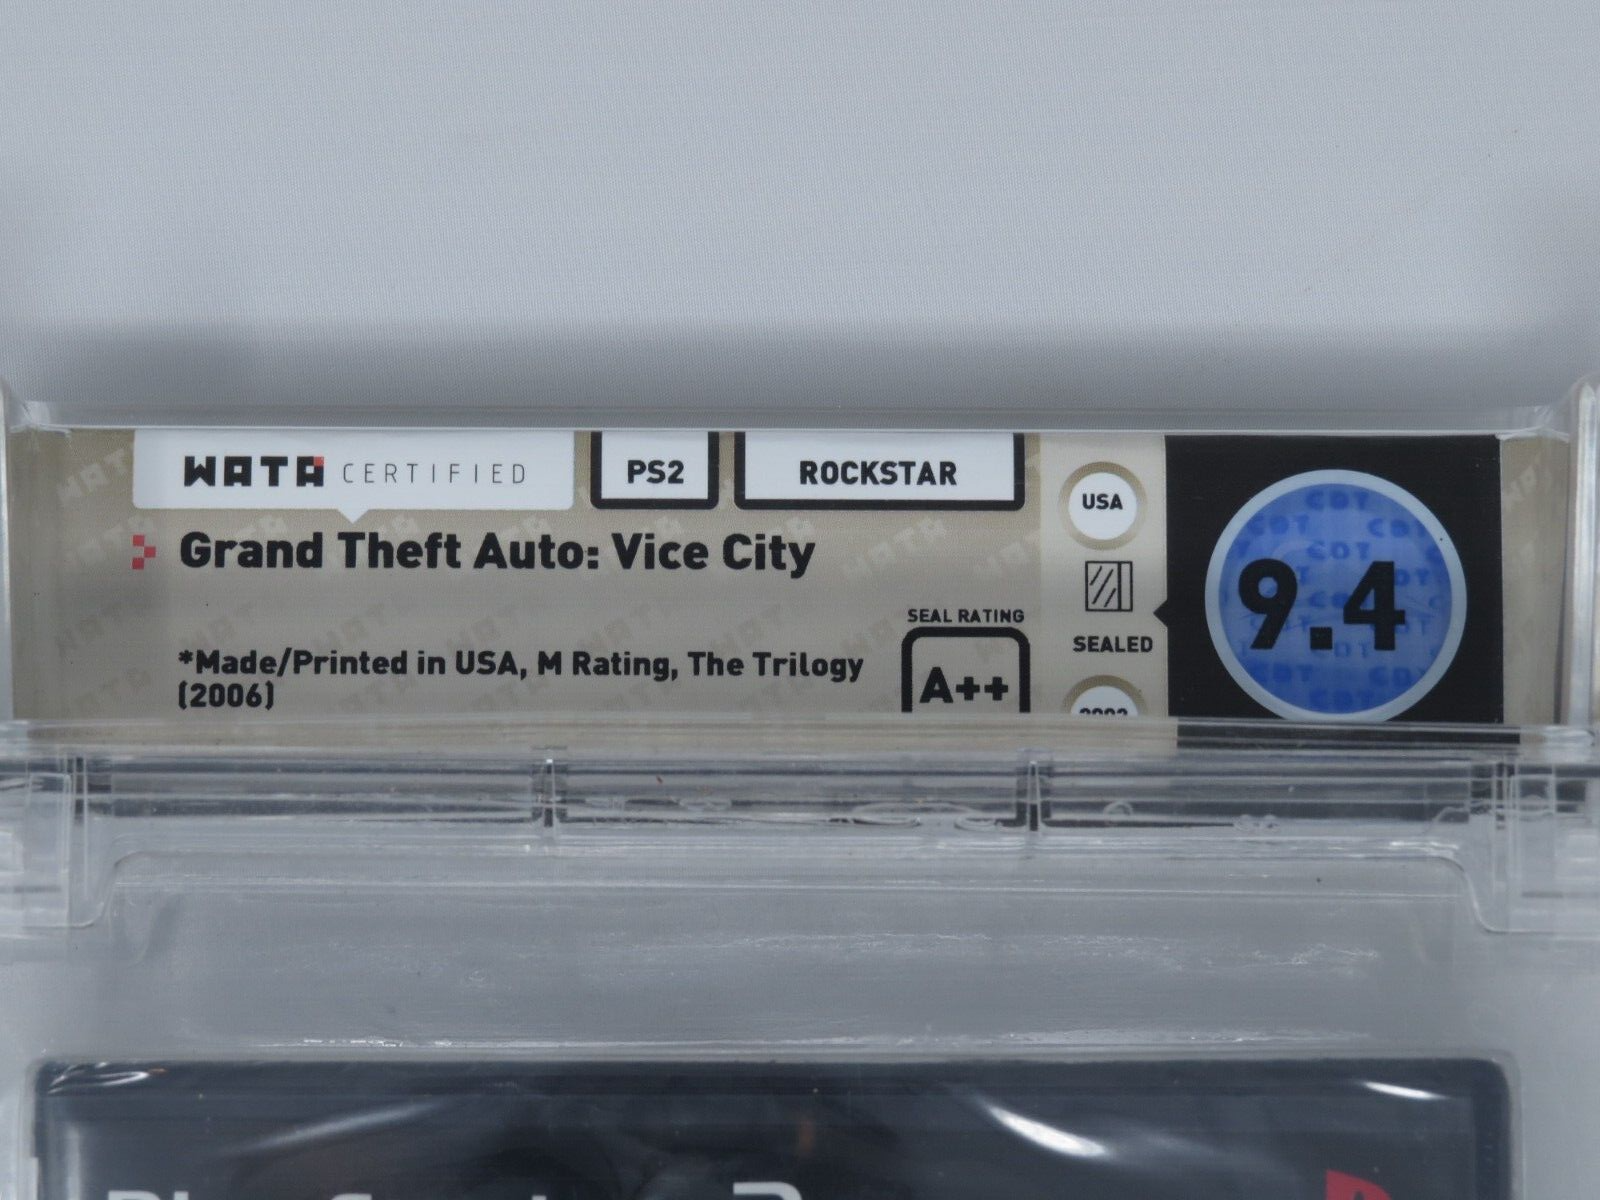 WATA CERTIFIED
PS2
ROCKSTAR
Grand Theft Auto: Vice City
*Made/Printed in USA, M Rating, The Trilogy
(2006)
SEAL RATING
A++
USA
SEALED
9.4